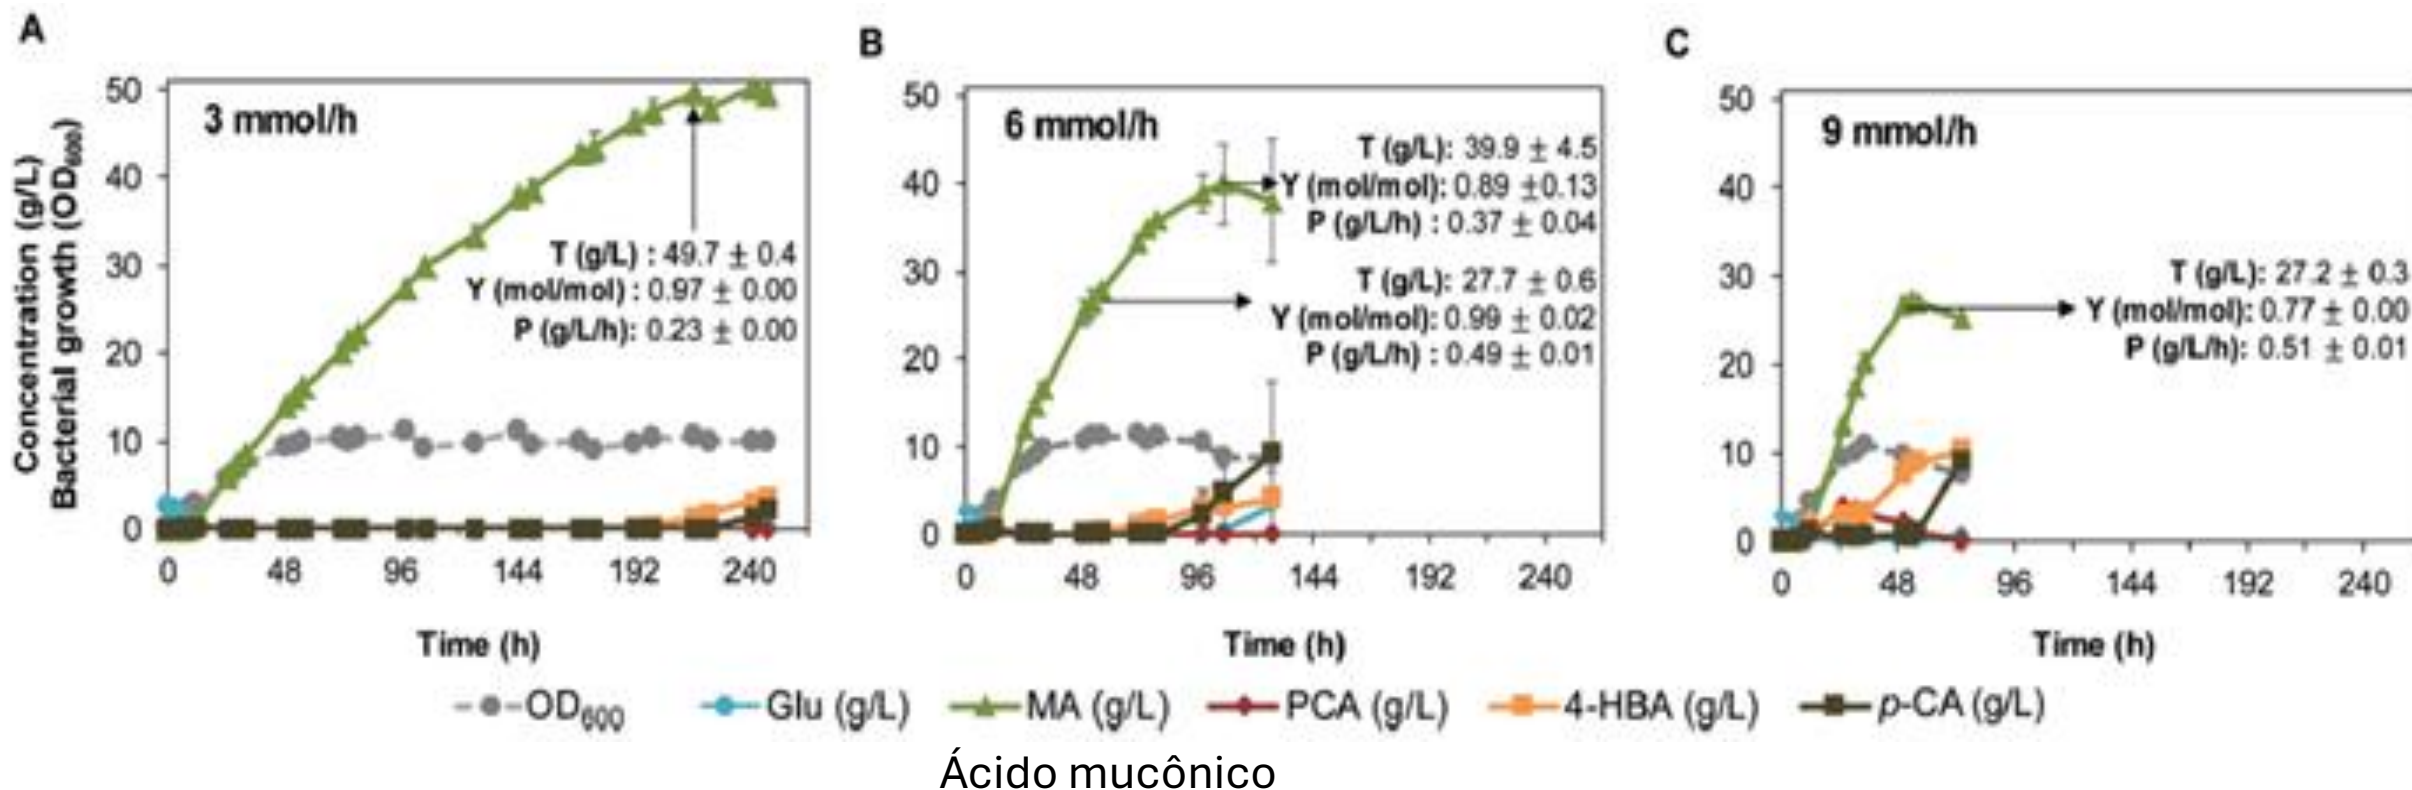 A
Concentration (g/L)
Bacterial growth (OD600)
50
40
30
20
10
0
3 mmol/h
T (g/L) : 49.7 ± 0.4
Y (mol/mol) : 0.97 ± 0.00
P (g/L/h): 0.23 ± 0.00
0 48 96 144 192 240
Time (h)
B
50
40
30
20
10
0
6 mmol/h
T (g/L): 39.9 ± 4.5
Y (mol/mol): 0.89 ±0.13
P (g/L/h) : 0.37 ± 0.04
T (g/L): 27.7 ± 0.6
Y (mol/mol): 0.99 ± 0.02
P (g/L/h) : 0.49 ± 0.01
0 48 96 144 192 240
Time (h)
C
50
40
30
20
10
0
9 mmol/h
T (g/L): 27.2 ± 0.3
Y (mol/mol): 0.77 ± 0.00
P (g/L/h): 0.51 ± 0.01
0 48 96 144 192 240
Time (h)
OD600 Glu (g/L) MA (g/L) PCA (g/L) 4-HBA (g/L) p-CA (g/L)
Ácido mucônico